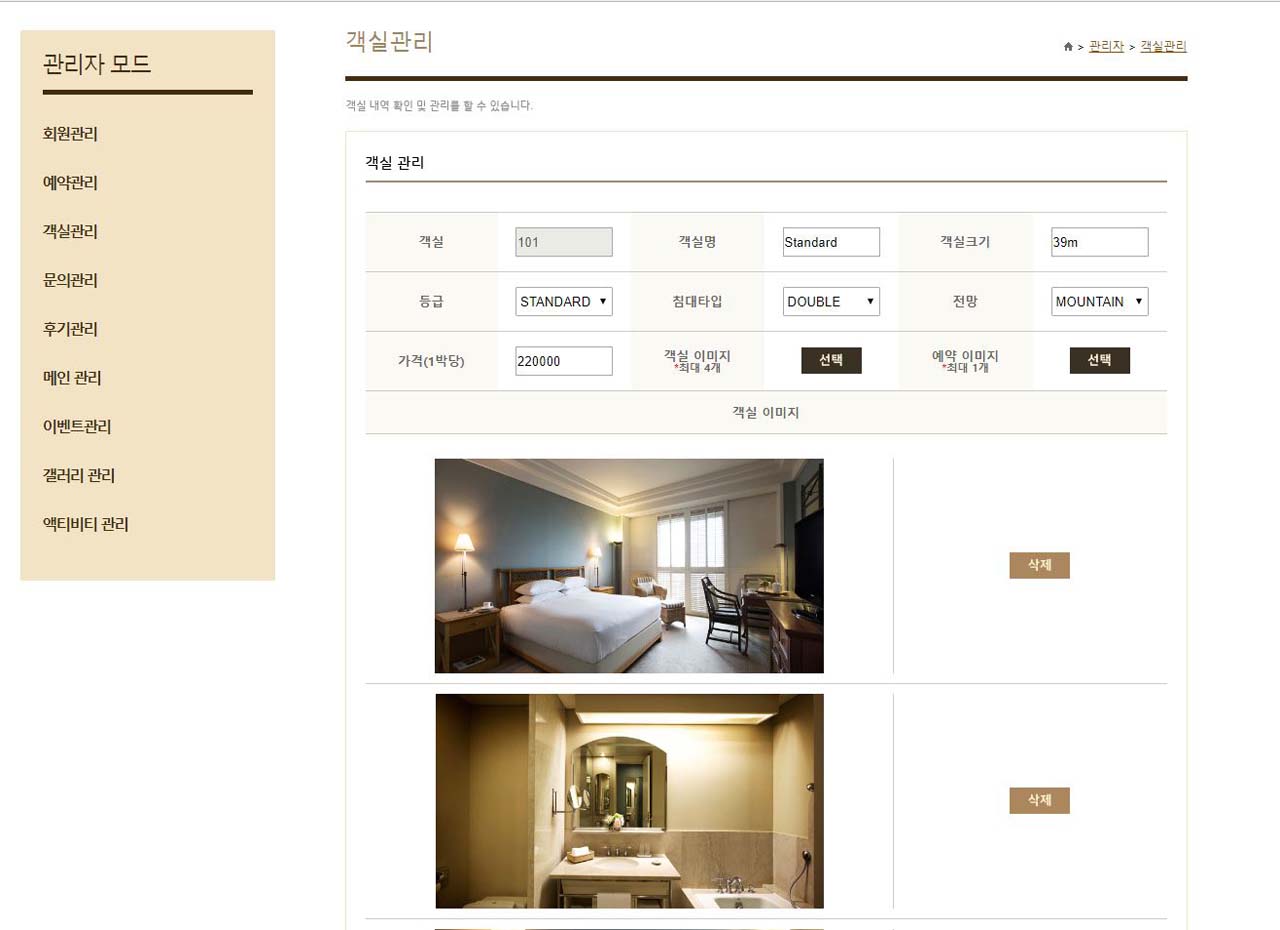 관리자 모드
회원관리
예약관리
객실관리
문의관리
후기관리
메인 관리
이벤트관리
갤러리 관리
액티비티 관리
객실관리
> 관리자 > 객실관리
객실 내역 확인 및 관리를 할 수 있습니다.
객실 관리
객실 101 객실명 Standard 객실크기 39m
등급 STANDARD 침대타입 DOUBLE 전망 MOUNTAIN
가격(1박당) 220000 객실 이미지 *최대 4개 선택 예약 이미지 *최대 1개 선택
객실 이미지
삭제
삭제